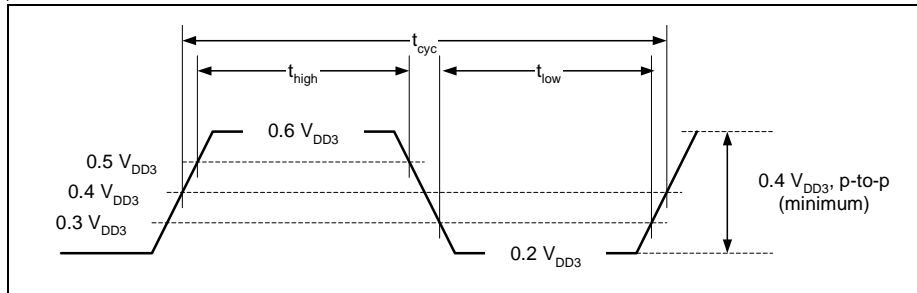 t_cyc
t_high
t_low
0.6 V_DD3
0.5 V_DD3
0.4 V_DD3
0.3 V_DD3
0.2 V_DD3
0.4 V_DD3, p-to-p
(minimum)